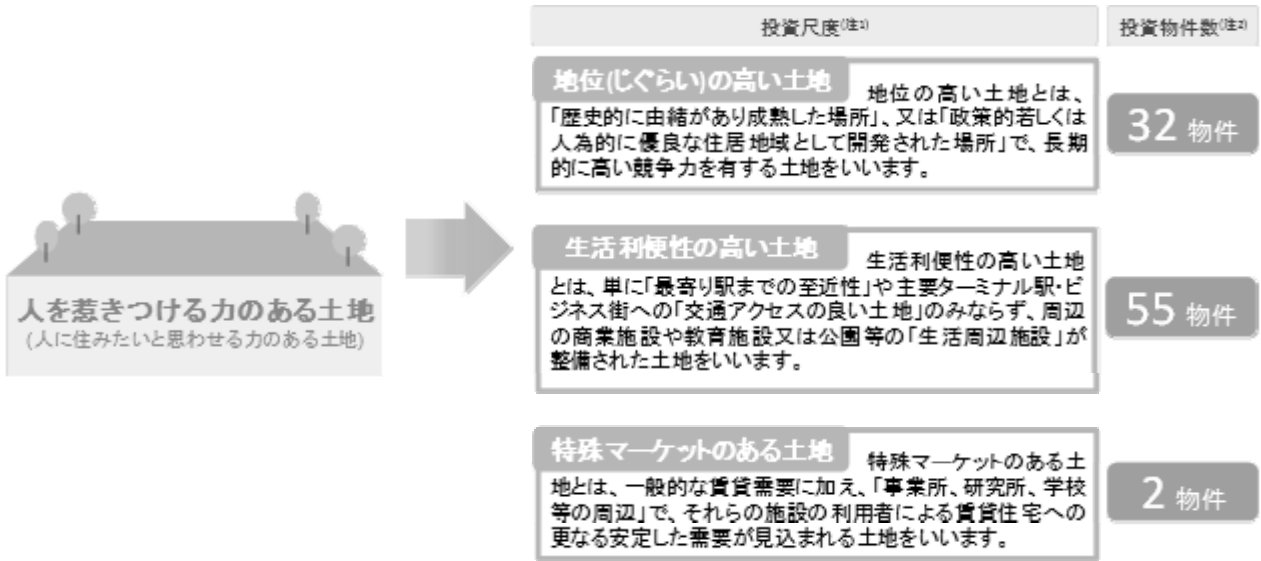 投資尺度(注1)
投資物件数(注2)
地位(じぐらい)の高い土地
地位の高い土地とは、
「歴史的に由緒があり成熟した場所」、又は「政策的若しくは
人為的に優良な住居地域として開発された場所」で、長期
的に高い競争力を有する土地をいいます。
32 物件
人を惹きつける力のある土地
(人に住みたいと思わせる力のある土地)
生活利便性の高い土地
生活利便性の高い土地
とは、単に「最寄り駅までの至近性」や主要ターミナル駅・ビ
ジネス街への「交通アクセスの良い土地」のみならず、周辺
の商業施設や教育施設又は公園等の「生活周辺施設」が
整備された土地をいいます。
55 物件
特殊マーケットのある土地
特殊マーケットのある土
地とは、一般的な賃貸需要に加え、「事業所、研究所、学校
等の周辺」で、それらの施設の利用者による賃貸住宅への
更なる安定した需要が見込まれる土地をいいます。
2 物件